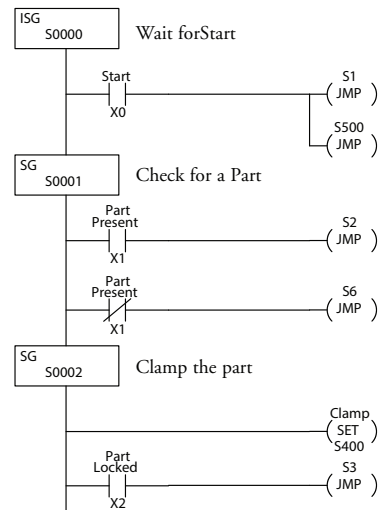 ISG
S0000
Wait forStart
Start
X0
S1
JMP
S500
JMP
SG
S0001
Check for a Part
Part
Present
X1
S2
JMP
Part
Present
X1
S6
JMP
SG
S0002
Clamp the part
Clamp
SET
S400
Part
Locked
X2
S3
JMP